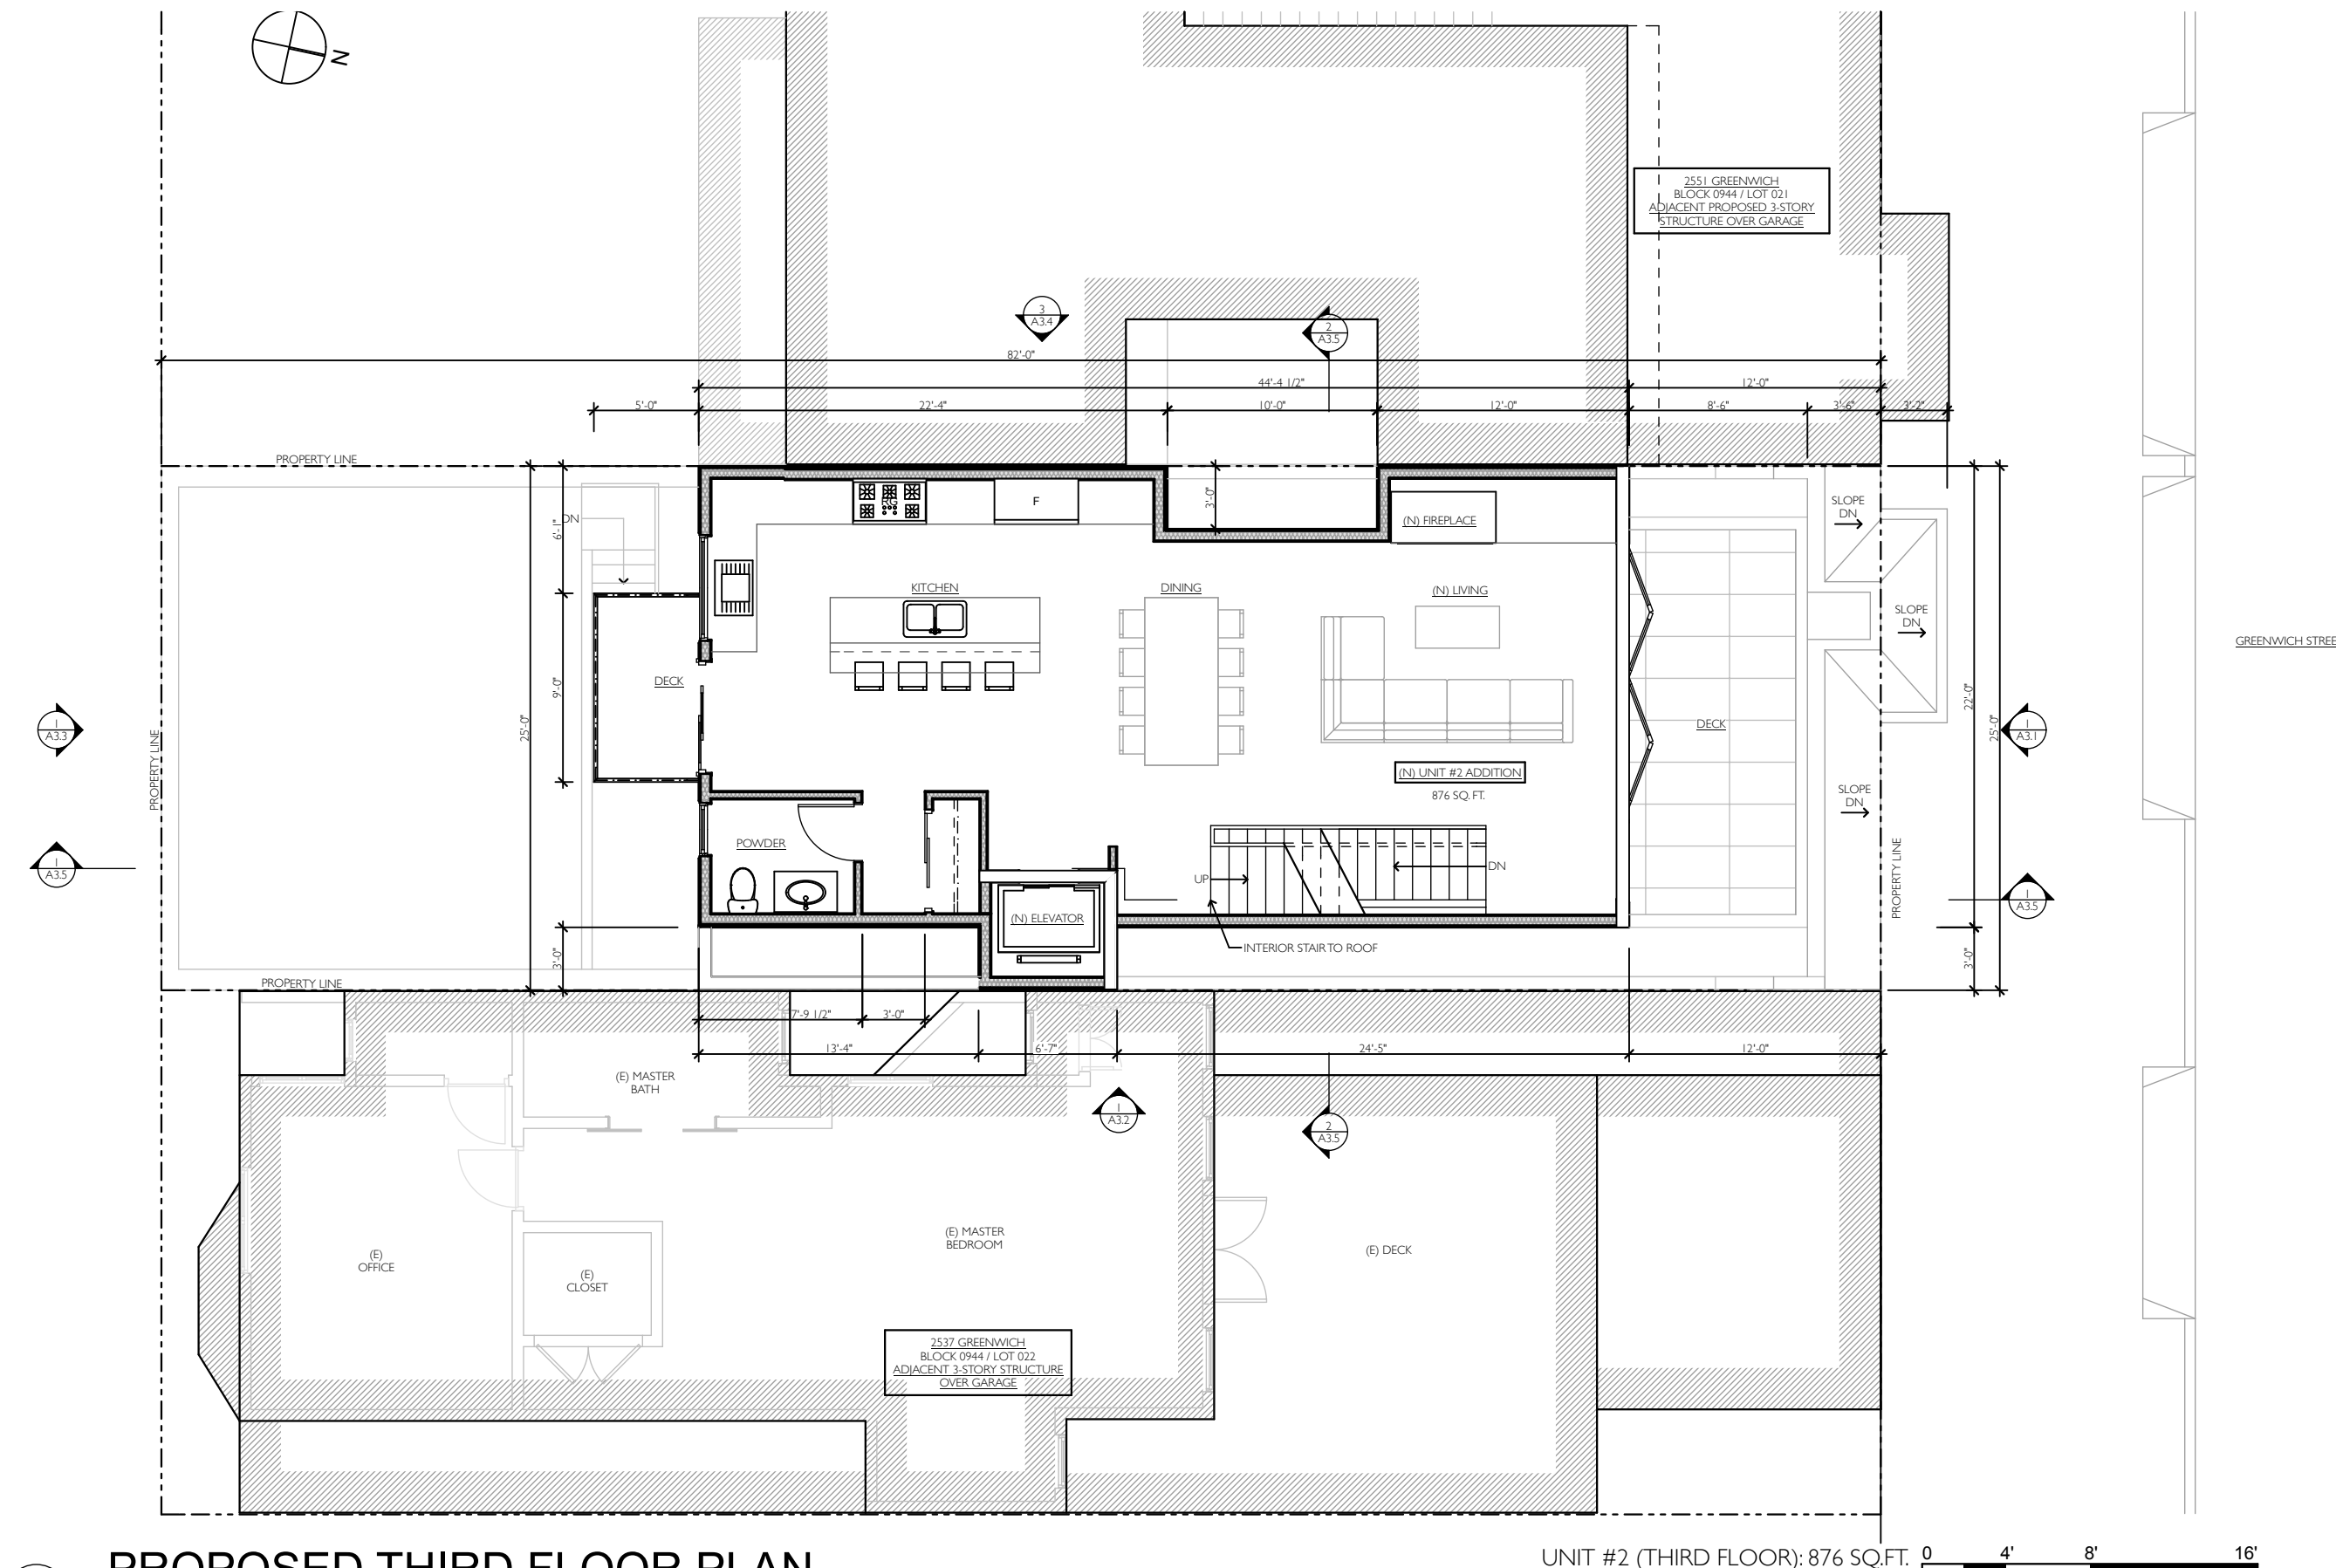 N
2551 GREENWICH
BLOCK 0944 / LOT 021
ADJACENT PROPOSED 3-STORY
STRUCTURE OVER GARAGE
3
A3.4
2
A3.5
82'-0"
44'-4 1/2"
12'-0"
5'-0"
22'-4"
10'-0"
12'-0"
8'-6"
3'-6"
3'-2"
PROPERTY LINE
6'-1"
DN
RG
F
3'-0"
(N) FIREPLACE
SLOPE
DN
KITCHEN
DINING
(N) LIVING
SLOPE
DN
GREENWICH STREE
DECK
9'-0"
25'-0"
22'-0"
25'-0"
DECK
1
A3.3
PROPERTY LINE
1
A3.1
(N) UNIT #2 ADDITION
876 SQ. FT.
SLOPE
DN
POWDER
1
A3.5
UP
DN
PROPERTY LINE
1
A3.5
(N) ELEVATOR
INTERIOR STAIR TO ROOF
3'-0"
3'-0"
PROPERTY LINE
7'-9 1/2"
3'-0"
13'-4"
6'-7"
24'-5"
12'-0"
(E) MASTER
BATH
1
A3.2
2
A3.5
(E)
OFFICE
(E)
CLOSET
(E) MASTER
BEDROOM
(E) DECK
2537 GREENWICH
BLOCK 0944 / LOT 022
ADJACENT 3-STORY STRUCTURE
OVER GARAGE
PROPOSED THIRD FLOOR PLAN
UNIT #2 (THIRD FLOOR): 876 SQ.FT.
0 4' 8' 16'